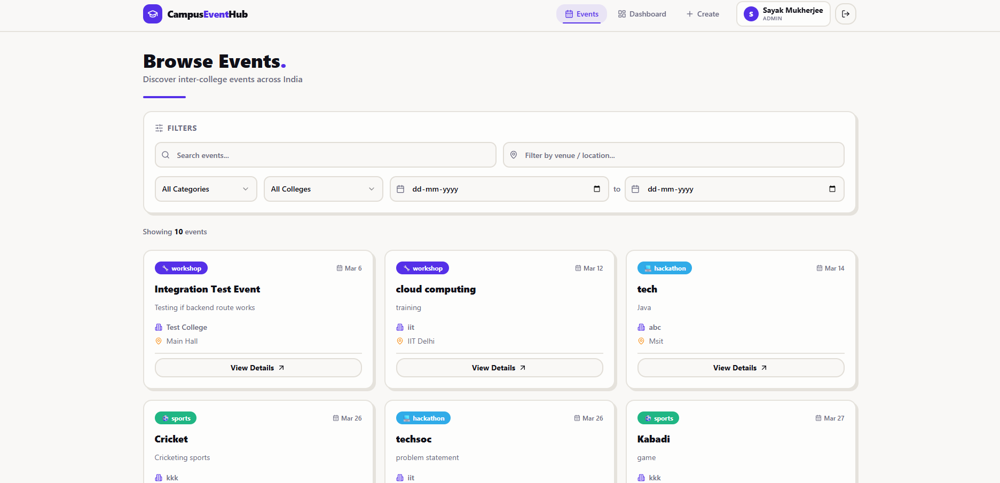 CampusEventHub
Events
Dashboard
Create
S
Sayak Mukherjee
ADMIN
Browse Events.
Discover inter-college events across India
FILTERS
Search events...
Filter by venue / location...
All Categories
All Colleges
dd-mm-yyyy
to
dd-mm-yyyy
Showing 10 events
workshop
Mar 6
Integration Test Event
Testing if backend route works
Test College
Main Hall
View Details
workshop
Mar 12
cloud computing
training
iit
IIT Delhi
View Details
hackathon
Mar 14
tech
Java
abc
Msit
View Details
sports
Mar 26
Cricket
Cricketing sports
kkk
hackathon
Mar 26
techsoc
problem statement
iit
sports
Mar 27
Kabadi
game
kkk